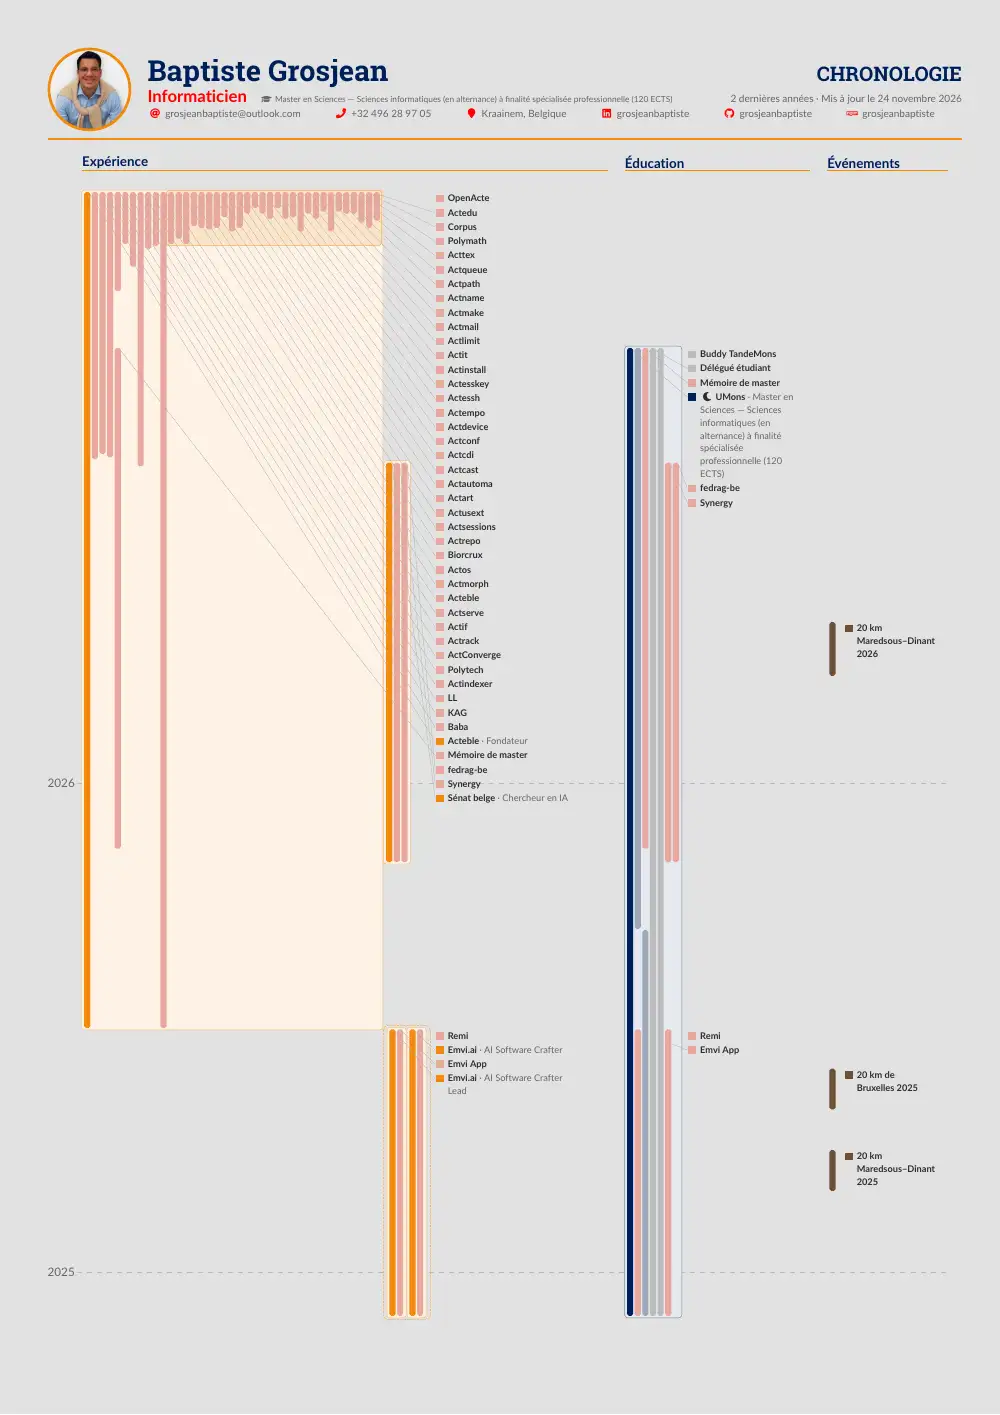 Baptiste Grosjean
CHRONOLOGIE
Informaticien
Master en Sciences — Sciences informatiques (en alternance) à finalité spécialisée professionnelle (120 ECTS)
2 dernières années · Mis à jour le 24 novembre 2026
grosjeanbaptiste@outlook.com
+32 496 28 97 05
Kraainem, Belgique
grosjeanbaptiste
grosjeanbaptiste
grosjeanbaptiste
Expérience
OpenActe
Actedu
Corpus
Polymath
Acttex
Actqueue
Actpath
Actname
Actmake
Actmail
Actlimit
Actit
Actinstall
Actesskey
Actessh
Actempo
Actdevice
Actconf
Actcdi
Actcast
Actautoma
Actart
Actusext
Actsessions
Actrepo
Biorcrux
Actos
Actmorph
Acteble
Actserve
Actif
Actrack
ActConverge
Polytech
Actindexer
LL
KAG
Baba
Acteble · Fondateur
Mémoire de master
fedrag-be
Synergy
Sénat belge · Chercheur en IA
Remi
Emvi.ai · AI Software Crafter
Emvi App
Emvi.ai · AI Software Crafter
Lead
Éducation
Buddy TandeMons
Délégué étudiant
Mémoire de master
UMons · Master en
Sciences — Sciences
informatiques (en
alternance) à finalité
spécialisée
professionnelle (120
ECTS)
fedrag-be
Synergy
Remi
Emvi App
Événements
20 km
Maredsous–Dinant
2026
20 km de
Bruxelles 2025
20 km
Maredsous–Dinant
2025
2026
2025